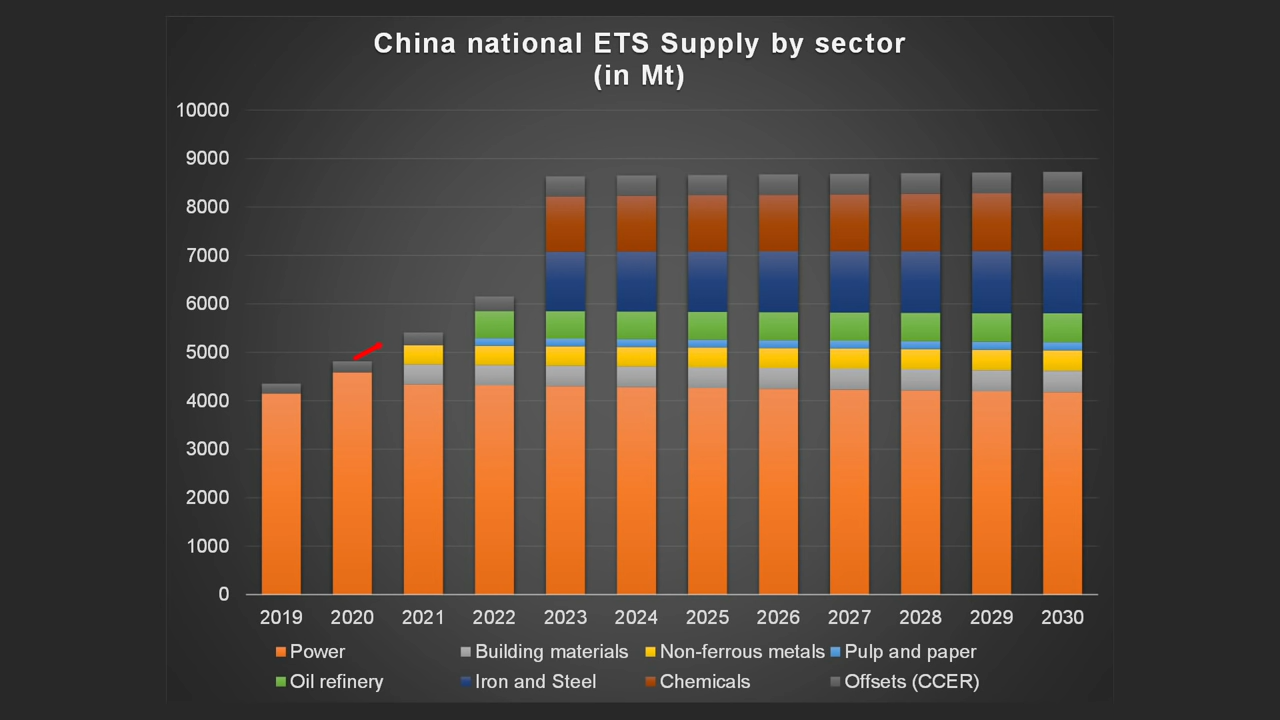 China national ETS Supply by sector
(in Mt)
10000
9000
8000
7000
6000
5000
4000
3000
2000
1000
0
2019 2020 2021 2022 2023 2024 2025 2026 2027 2028 2029 2030
Power Building materials Non-ferrous metals Pulp and paper
Oil refinery Iron and Steel Chemicals Offsets (CCER)